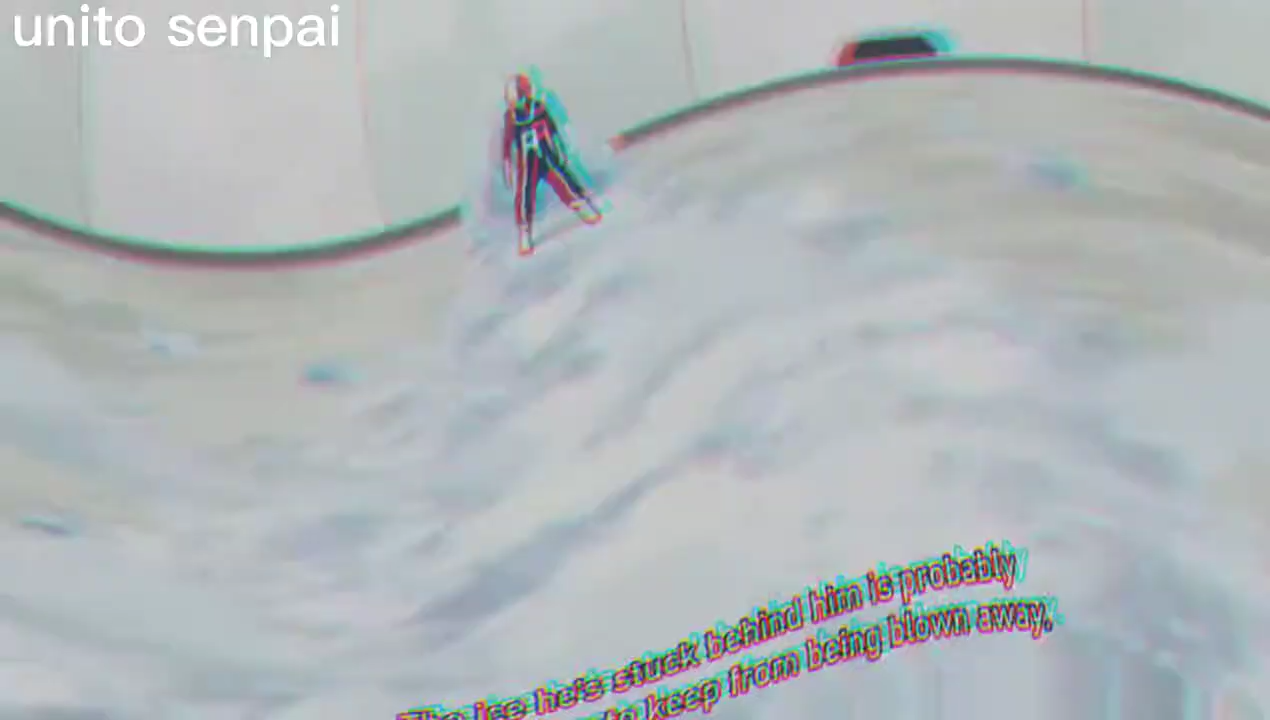 unito senpai
The ice he's stuck behind him is probably
to keep from being blown away.